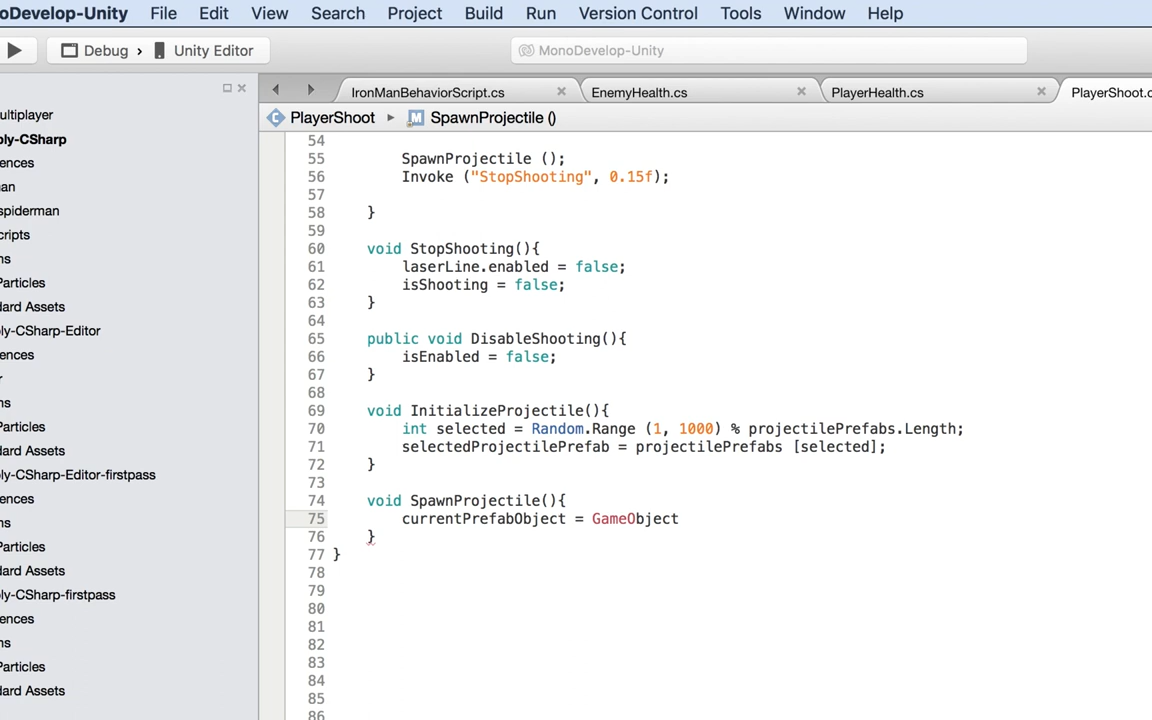 oDevelop-Unity File Edit View Search Project Build Run Version Control Tools Window Help
Debug › Unity Editor MonoDevelop-Unity
IronManBehaviorScript.cs EnemyHealth.cs PlayerHealth.cs PlayerShoot.c
PlayerShoot SpawnProjectile ()
ultiplayer
bly-CSharp
ences
an
spiderman
cripts
ns
Particles
dard Assets
ly-CSharp-Editor
ences
r
ns
Particles
dard Assets
ly-CSharp-Editor-firstpass
ences
ns
Particles
dard Assets
ly-CSharp-firstpass
ences
ns
Particles
dard Assets
54
55 SpawnProjectile ();
56 Invoke ("StopShooting", 0.15f);
57
58 }
59
60 void StopShooting(){
61 laserLine.enabled = false;
62 isShooting = false;
63 }
64
65 public void DisableShooting(){
66 isEnabled = false;
67 }
68
69 void InitializeProjectile(){
70 int selected = Random.Range (1, 1000) % projectilePrefabs.Length;
71 selectedProjectilePrefab = projectilePrefabs [selected];
72 }
73
74 void SpawnProjectile(){
75 currentPrefabObject = GameObject
76 }
77 }
78
79
80
81
82
83
84
85
86